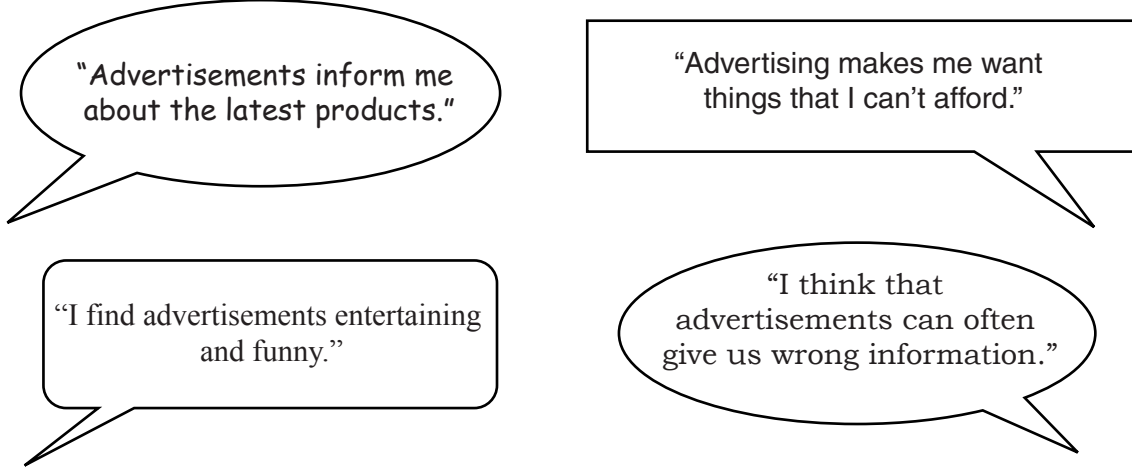 “Advertisements inform me
about the latest products.”
“Advertising makes me want
things that I can’t afford.”
“I find advertisements entertaining
and funny.”
“I think that
advertisements can often
give us wrong information.”